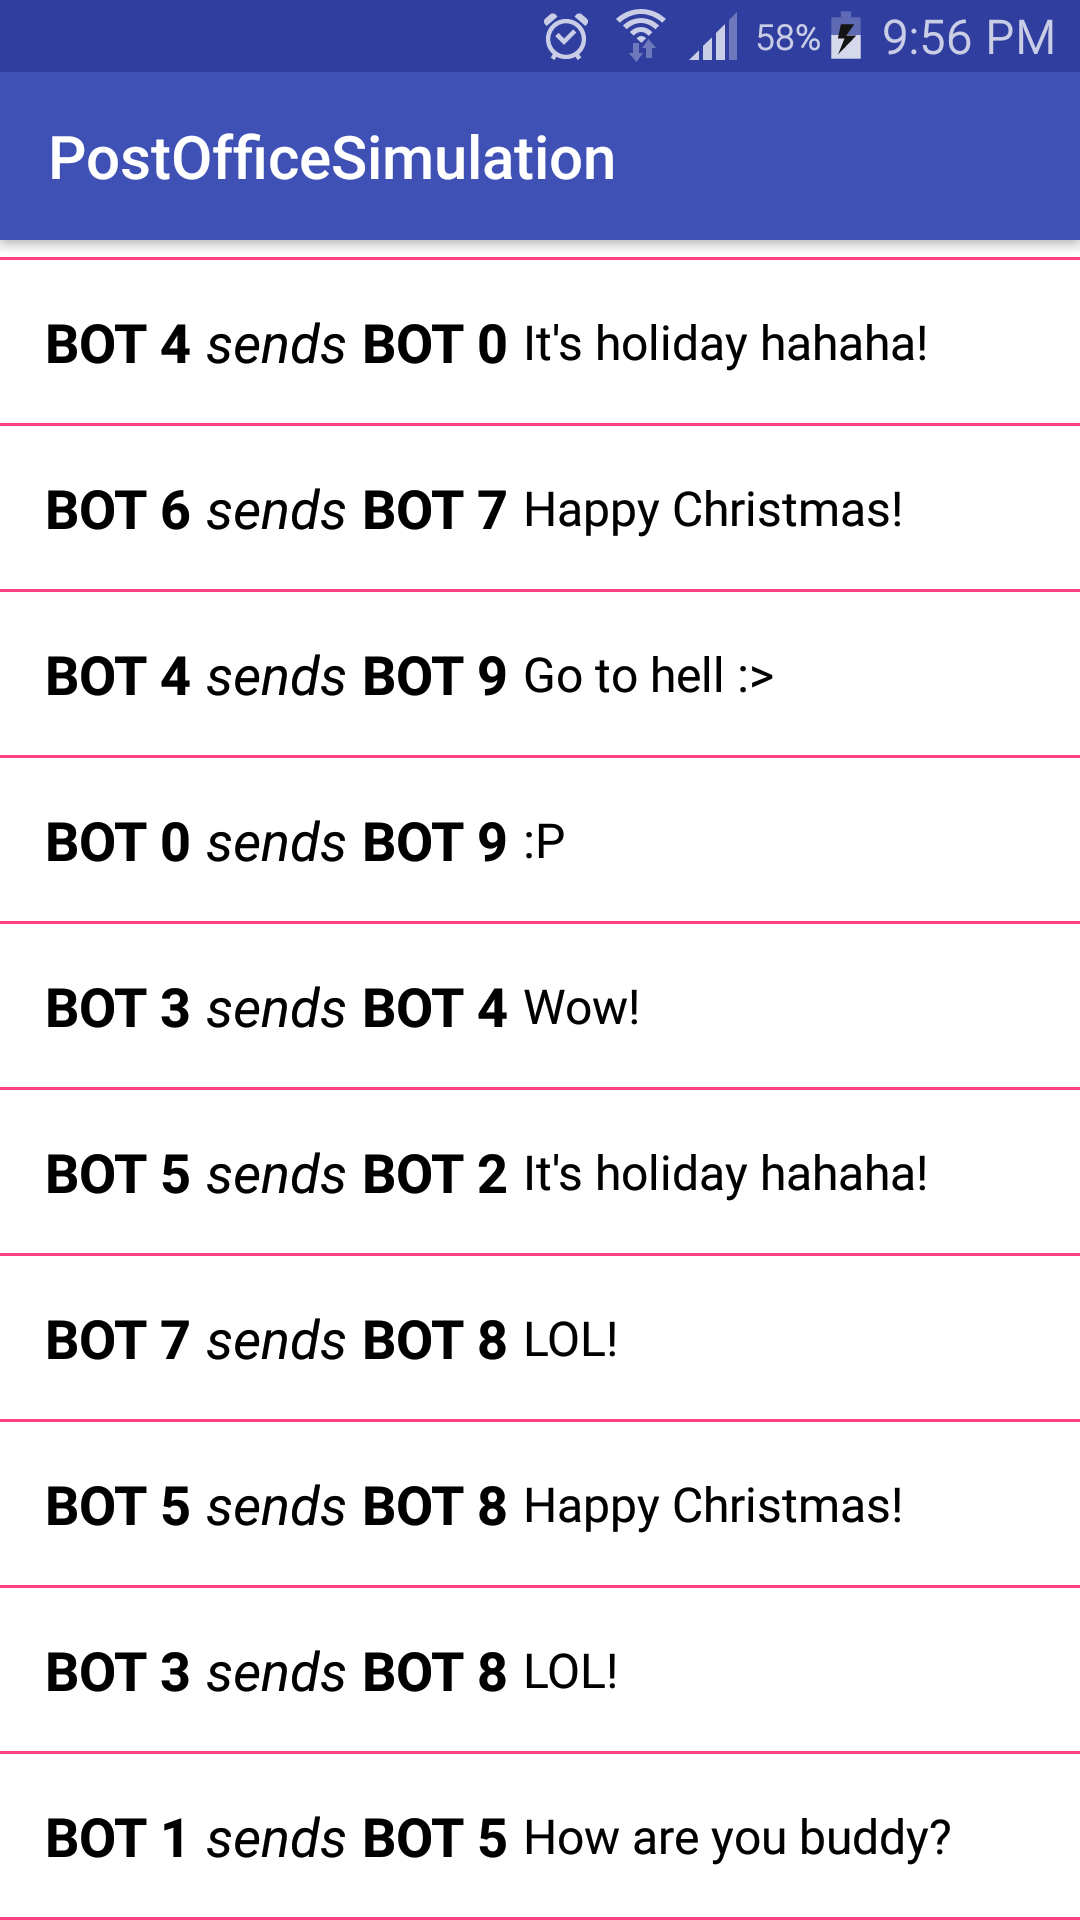 58% 9:56 PM
PostOfficeSimulation
BOT 4 sends BOT 0 It's holiday hahaha!
BOT 6 sends BOT 7 Happy Christmas!
BOT 4 sends BOT 9 Go to hell :>
BOT 0 sends BOT 9 :P
BOT 3 sends BOT 4 Wow!
BOT 5 sends BOT 2 It's holiday hahaha!
BOT 7 sends BOT 8 LOL!
BOT 5 sends BOT 8 Happy Christmas!
BOT 3 sends BOT 8 LOL!
BOT 1 sends BOT 5 How are you buddy?